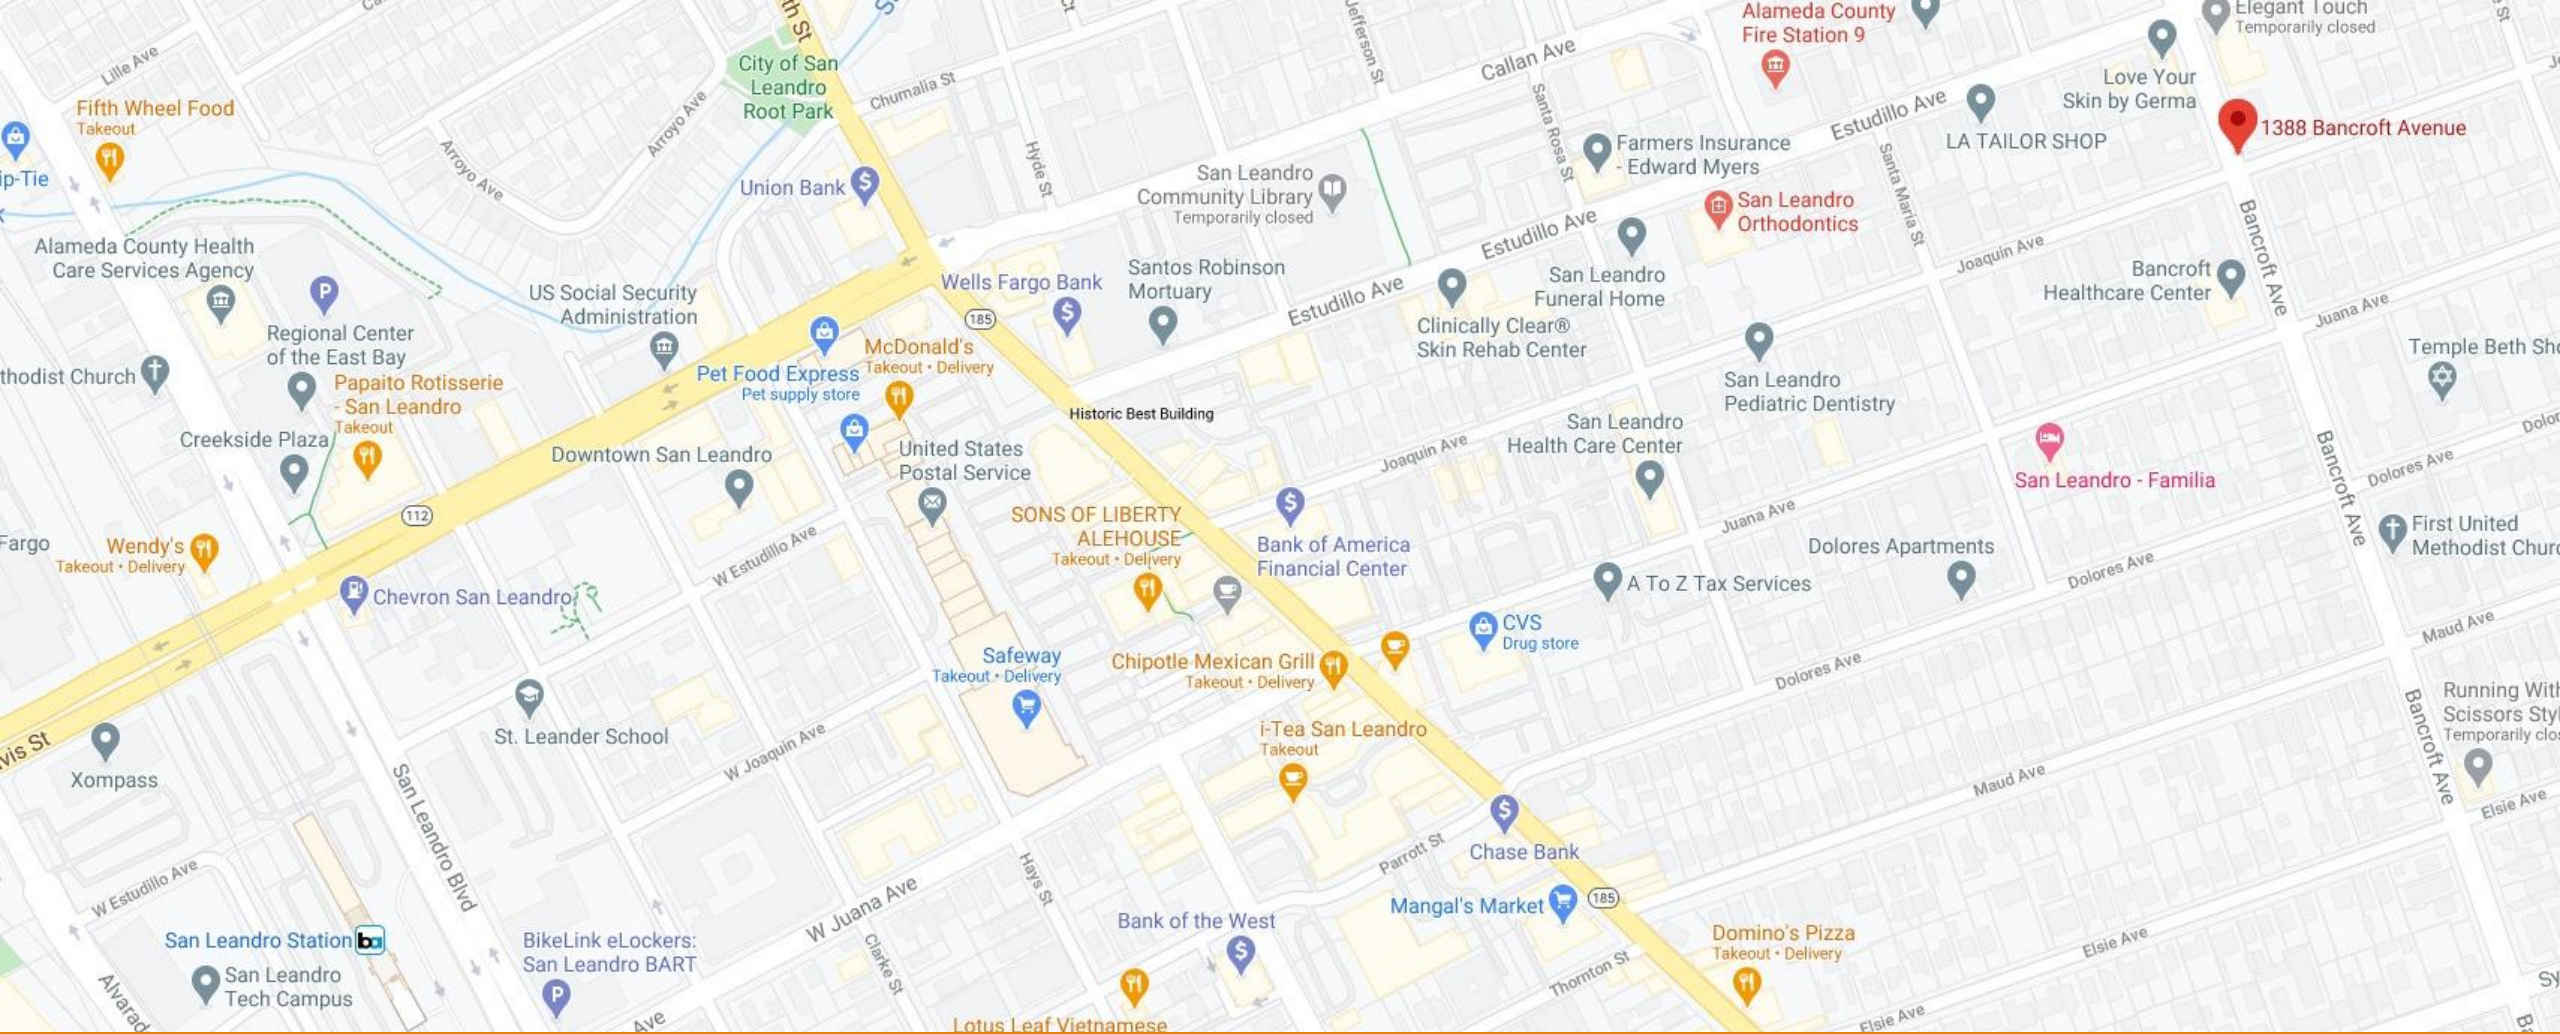 th St
Alameda County
Fire Station 9
Elegant Touch
Temporarily closed
Lille Ave
City of San
Leandro
Root Park
Chumalia St
Jefferson St
Callan Ave
Love Your
Skin by Germa
Fifth Wheel Food
Takeout
Arroyo Ave
Arroyo Ave
Hyde St
Santa Rosa St
Estudillo Ave
LA TAILOR SHOP
1388 Bancroft Avenue
ip-Tie
Union Bank
San Leandro
Community Library
Temporarily closed
Farmers Insurance
- Edward Myers
Santa Maria St
San Leandro
Orthodontics
Estudillo Ave
Joaquin Ave
Bancroft Ave
Alameda County Health
Care Services Agency
P
US Social Security
Administration
Wells Fargo Bank
Santos Robinson
Mortuary
Estudillo Ave
San Leandro
Funeral Home
Bancroft
Healthcare Center
Juana Ave
Regional Center
of the East Bay
185
McDonald's
Takeout • Delivery
Clinically Clear®
Skin Rehab Center
Temple Beth Sho
thodist Church
Papaito Rotisserie
- San Leandro
Takeout
Pet Food Express
Pet supply store
Historic Best Building
San Leandro
Pediatric Dentistry
Creekside Plaza
Downtown San Leandro
United States
Postal Service
Joaquin Ave
San Leandro
Health Care Center
San Leandro - Familia
Bancroft Ave
Dolores Ave
Dolor
112
SONS OF LIBERTY
ALEHOUSE
Takeout • Delivery
Bank of America
Financial Center
Juana Ave
Dolores Apartments
First United
Methodist Churc
Fargo
Wendy's
Takeout • Delivery
W Estudillo Ave
Chevron San Leandro
A To Z Tax Services
Dolores Ave
CVS
Drug store
Maud Ave
Safeway
Takeout • Delivery
Chipotle Mexican Grill
Takeout • Delivery
Dolores Ave
Running With
Scissors Styl
Temporarily clos
vis St
St. Leander School
W Joaquin Ave
i-Tea San Leandro
Takeout
Bancroft Ave
Xompass
San Leandro Blvd
Maud Ave
Elsie Ave
Chase Bank
Parrott St
W Estudillo Ave
W Juana Ave
Hays St
Mangal's Market
185
Bank of the West
San Leandro Station
ba
BikeLink eLockers:
San Leandro BART
P
Clarke St
Domino's Pizza
Takeout • Delivery
Elsie Ave
San Leandro
Tech Campus
Alvarad
Thornton St
Sy
Ave
Lotus Leaf Vietnamese
Elsie Ave